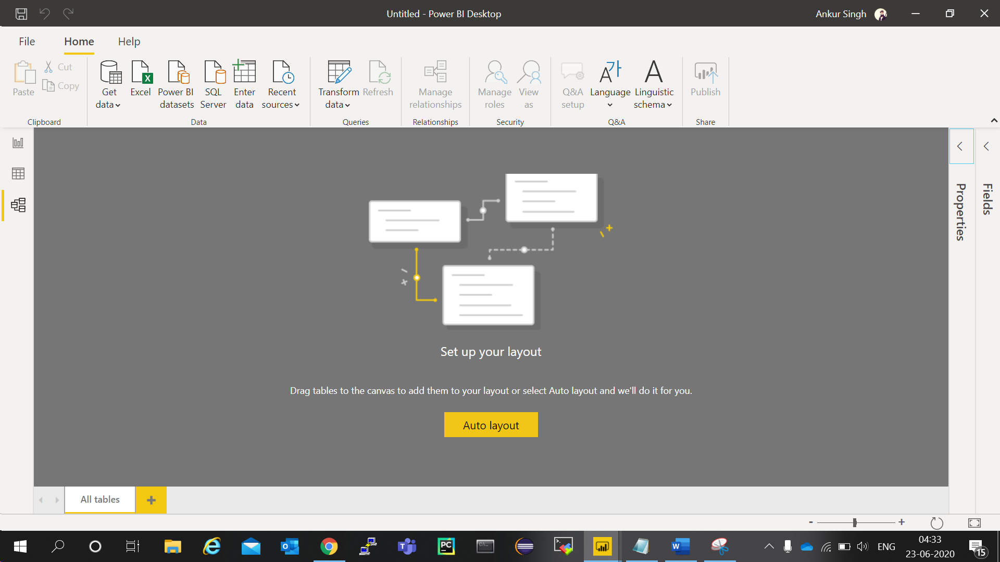 Untitled - Power BI Desktop
Ankur Singh
File Home Help
Paste
Cut
Copy
Clipboard
Get data
Excel
Power BI datasets
SQL Server
Enter data
Recent sources
Data
Transform data
Refresh
Queries
Manage relationships
Relationships
Manage roles
View as
Security
Q&A setup
Language
Linguistic schema
Q&A
Publish
Share
Properties
Fields
Set up your layout
Drag tables to the canvas to add them to your layout or select Auto layout and we'll do it for you.
Auto layout
All tables
ENG
04:33
23-06-2020
15